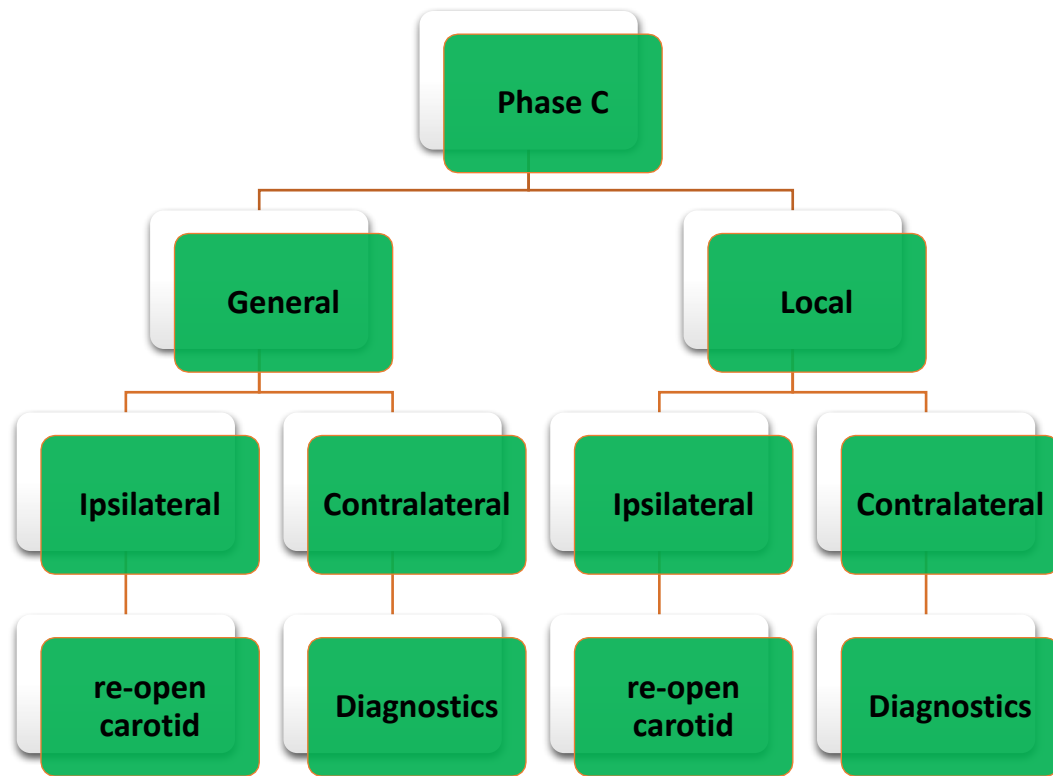 Phase C
General
Local
Ipsilateral
Contralateral
Ipsilateral
Contralateral
re-open
carotid
Diagnostics
re-open
carotid
Diagnostics